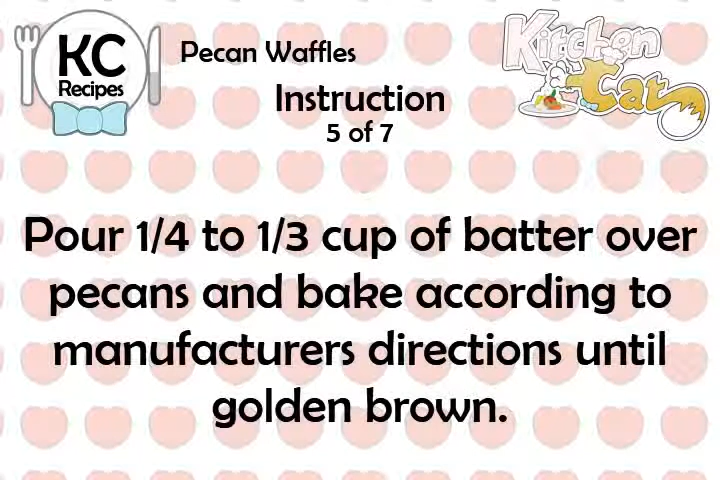 KC
Recipes
Pecan Waffles
Kitchen
Cat
Instruction
5 of 7
Pour 1/4 to 1/3 cup of batter over
pecans and bake according to
manufacturers directions until
golden brown.